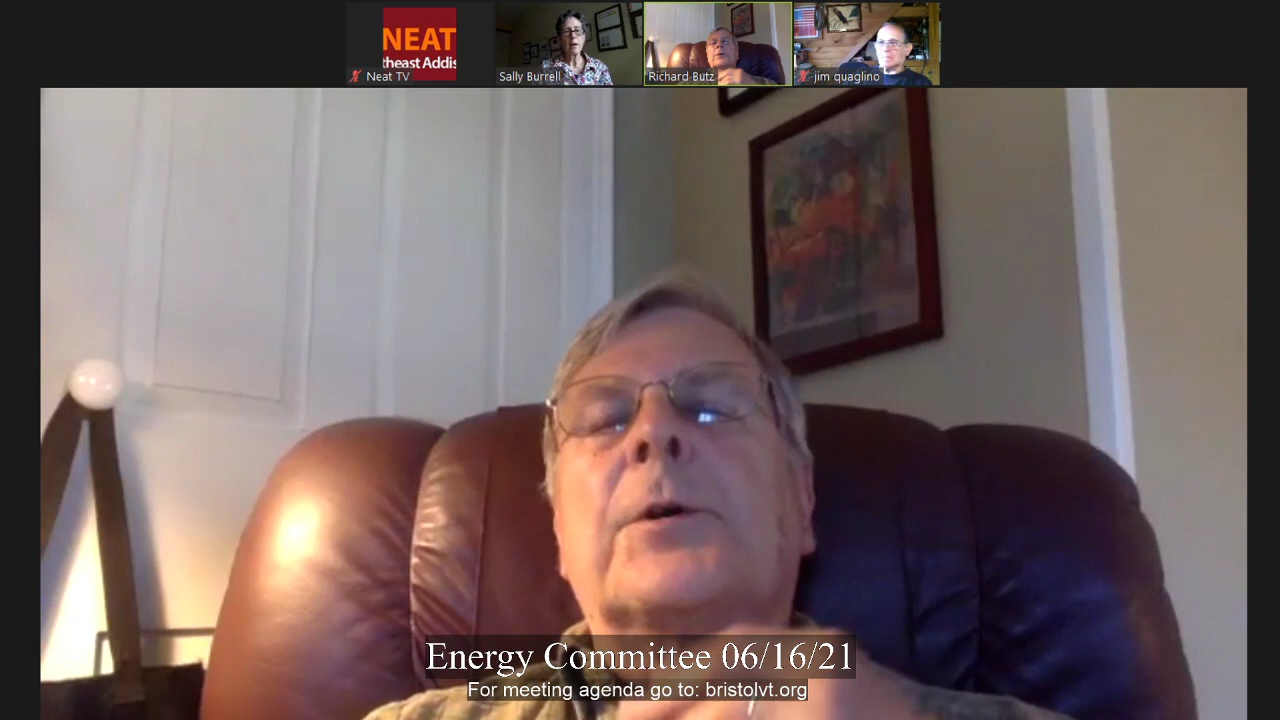 NEAT
theast Addis
Neat TV
Sally Burrell
Richard Butz
jim quaglino
Energy Committee 06/16/21
For meeting agenda go to: bristolvt.org